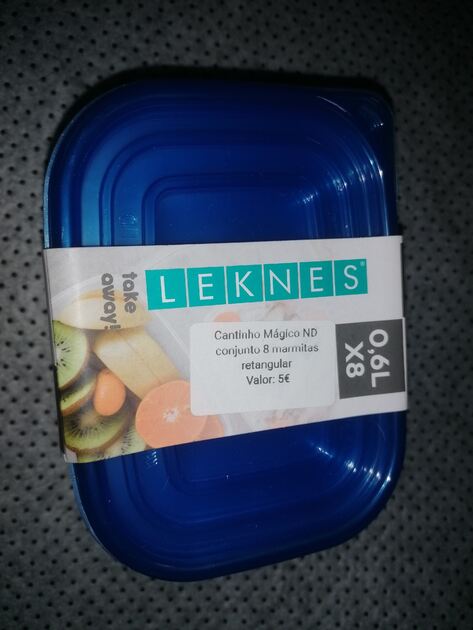 take
away!
LEKNES®
Cantinho Mágico ND
conjunto 8 marmitas
retangular
Valor: 5€
0,6L
X8